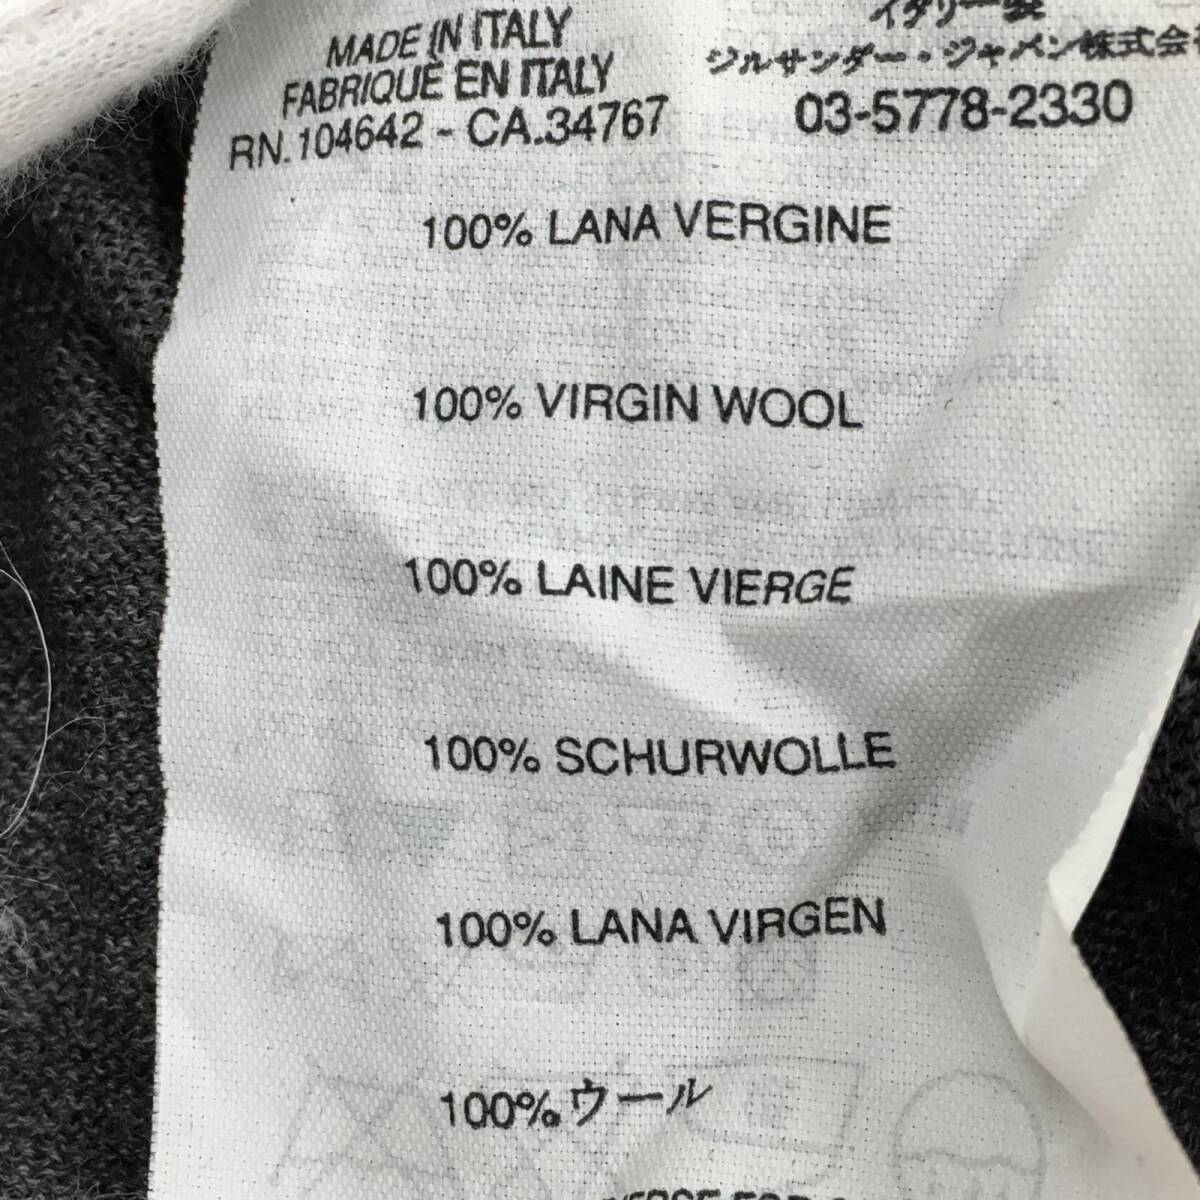 MADE IN ITALY
FABRIQUE EN ITALY
RN.104642 - CA.34767
イタリー製
ジルサンダー・ジャパン株式会
03-5778-2330
100% LANA VERGINE
100% VIRGIN WOOL
100% LAINE VIERGE
100% SCHURWOLLE
100% LANA VIRGEN
100%ウール